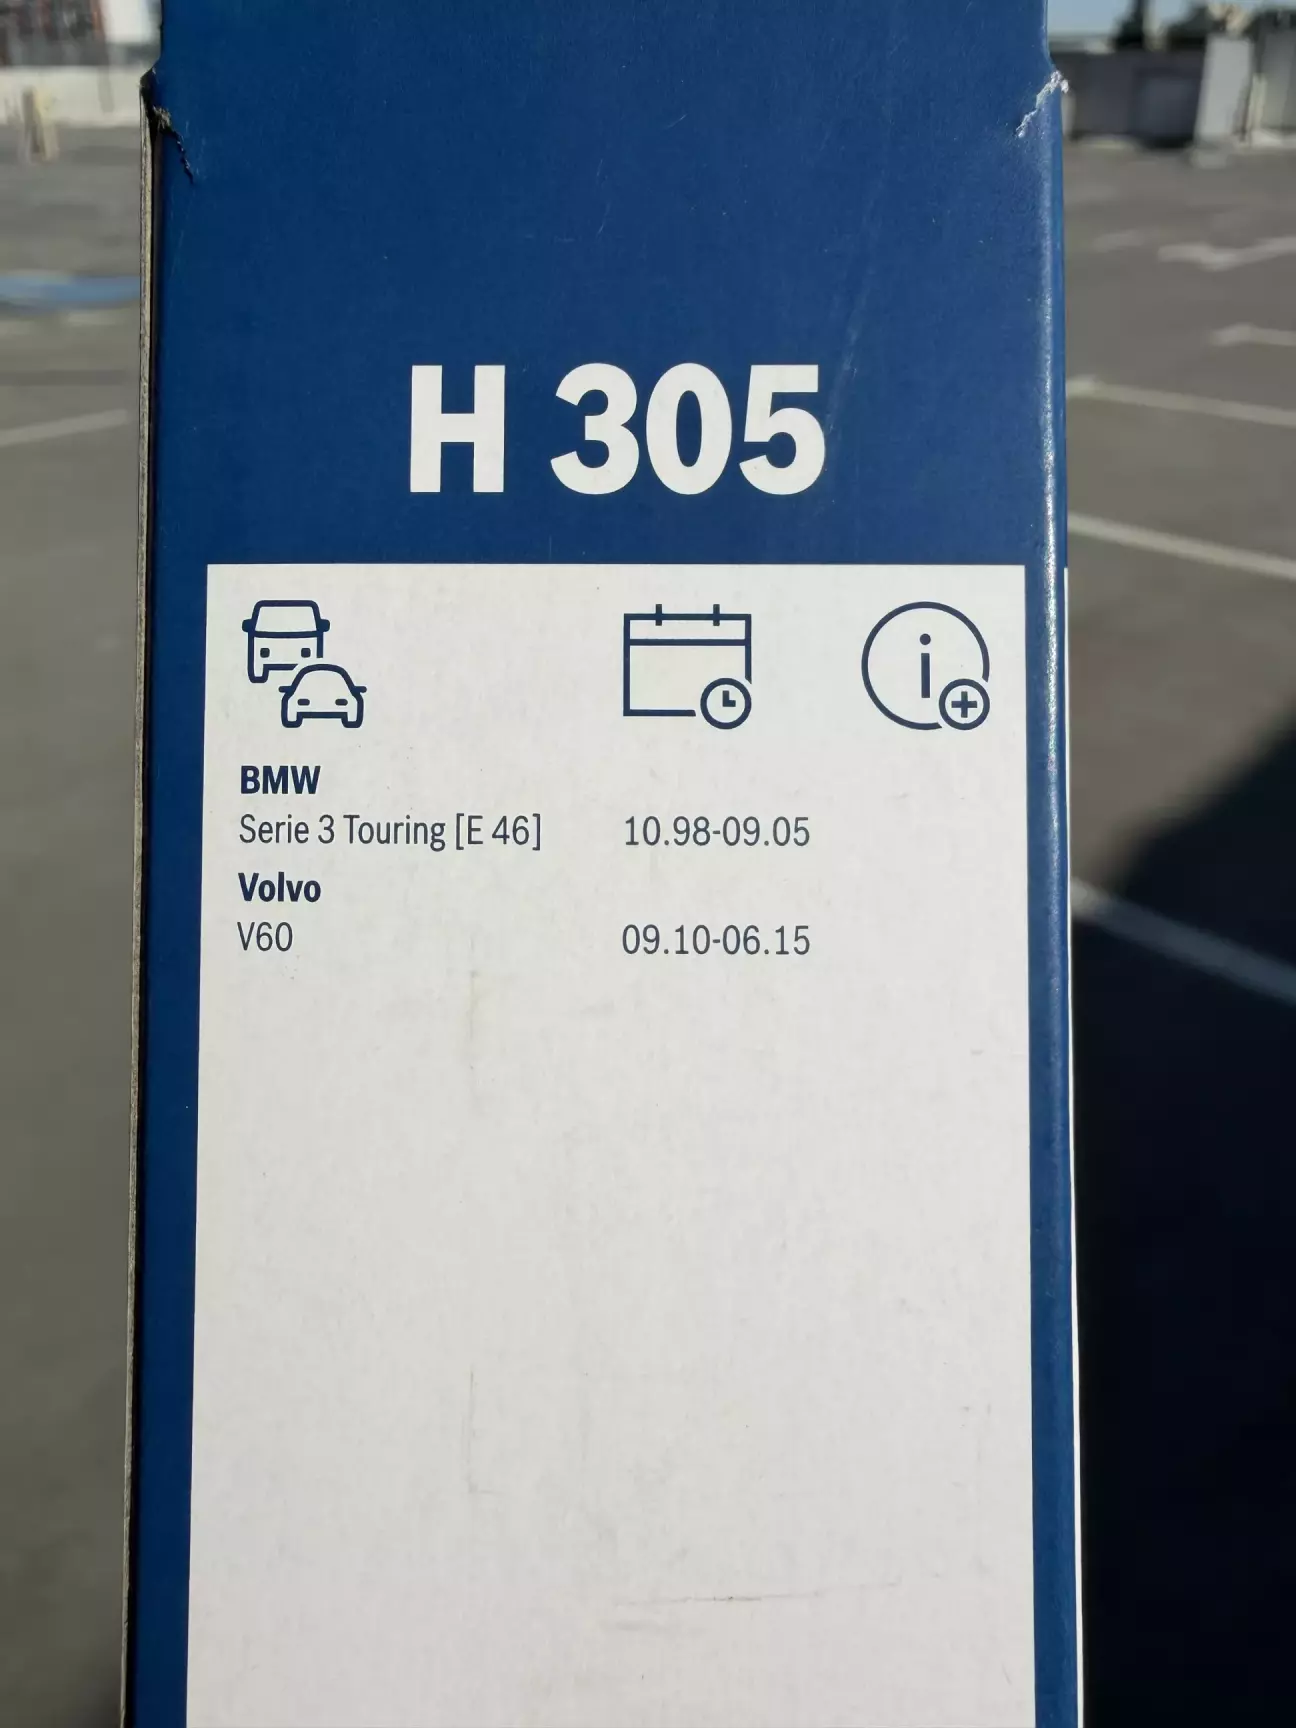 H 305
BMW
Serie 3 Touring [E 46] 10.98-09.05
Volvo
V60 09.10-06.15